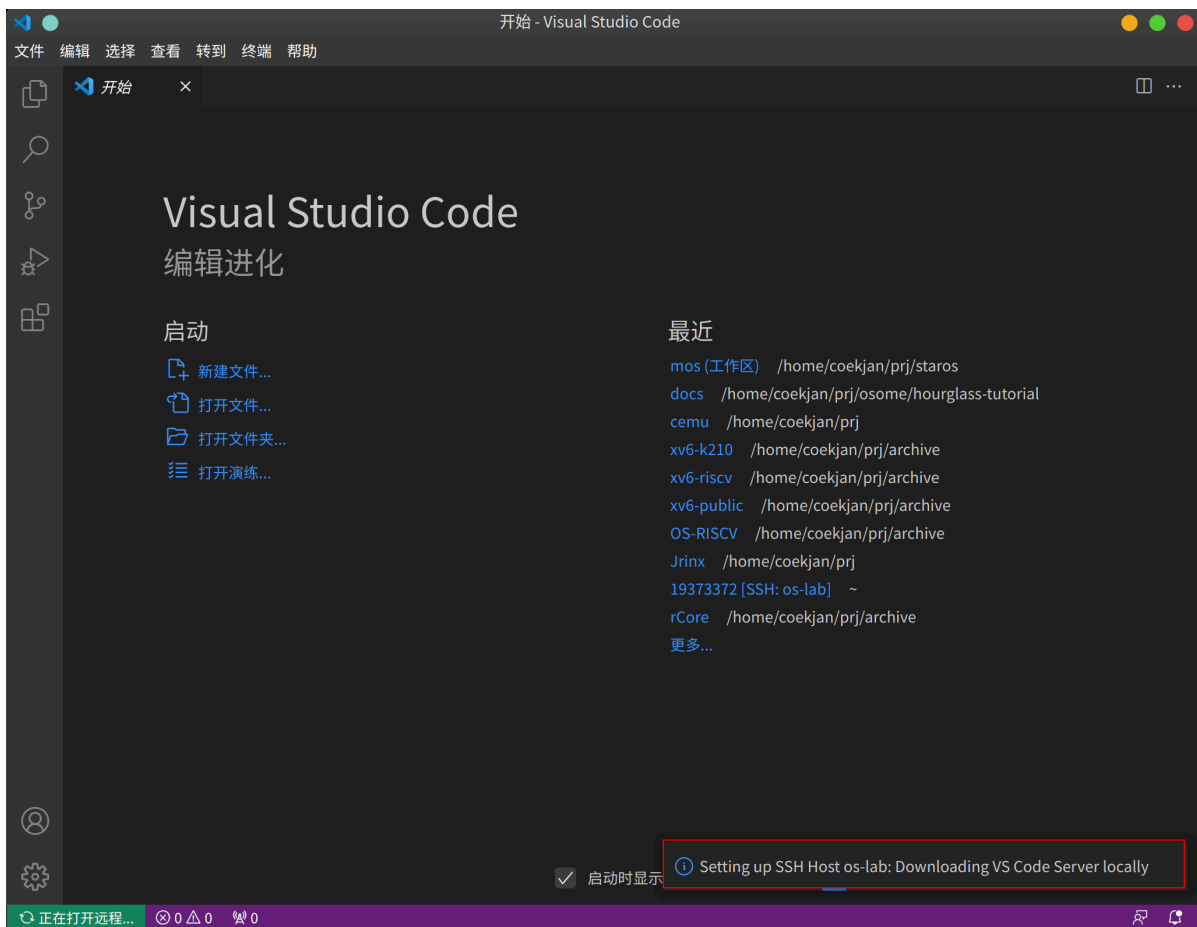 开始 - Visual Studio Code
文件 编辑 选择 查看 转到 终端 帮助
开始
Visual Studio Code
编辑进化
启动
新建文件...
打开文件...
打开文件夹...
打开演练...
最近
mos (工作区) /home/coekjan/prj/staros
docs /home/coekjan/prj/osome/hourglass-tutorial
cemu /home/coekjan/prj
xv6-k210 /home/coekjan/prj/archive
xv6-riscv /home/coekjan/prj/archive
xv6-public /home/coekjan/prj/archive
OS-RISCV /home/coekjan/prj/archive
Jrinx /home/coekjan/prj
19373372 [SSH: os-lab] ~
rCore /home/coekjan/prj/archive
更多...
启动时显示
Setting up SSH Host os-lab: Downloading VS Code Server locally
正在打开远程... 0 0 0